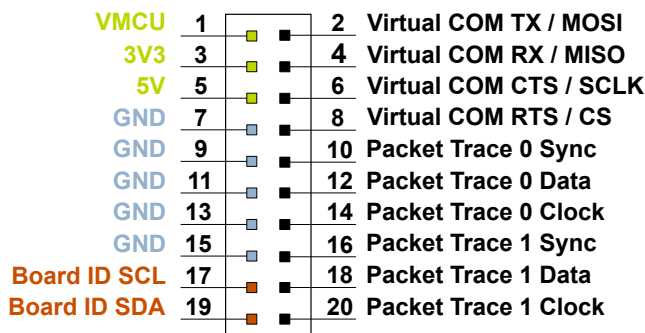 VMCU 1 2 Virtual COM TX / MOSI
3V3 3 4 Virtual COM RX / MISO
5V 5 6 Virtual COM CTS / SCLK
GND 7 8 Virtual COM RTS / CS
GND 9 10 Packet Trace 0 Sync
GND 11 12 Packet Trace 0 Data
GND 13 14 Packet Trace 0 Clock
GND 15 16 Packet Trace 1 Sync
Board ID SCL 17 18 Packet Trace 1 Data
Board ID SDA 19 20 Packet Trace 1 Clock